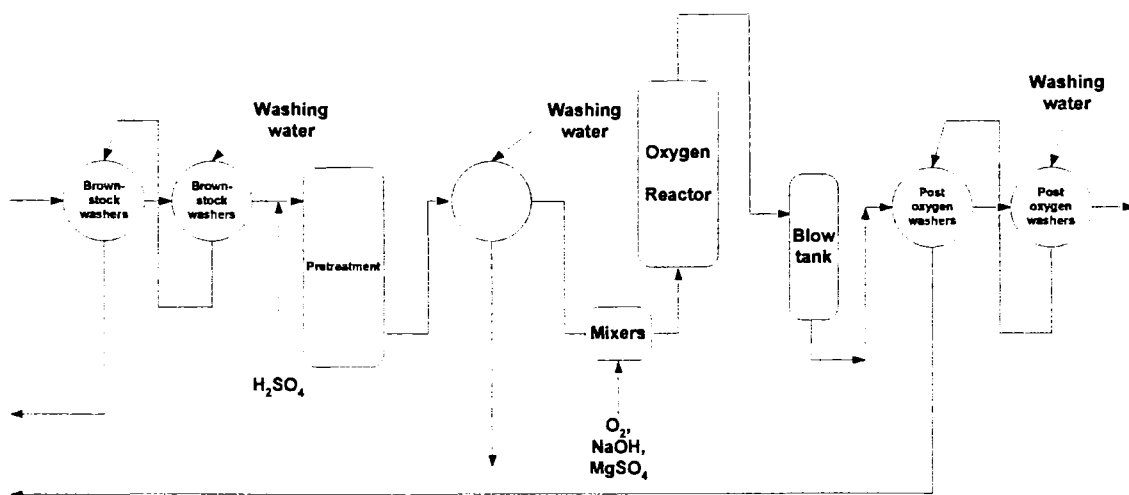 Washing
water
Brown-
stock
washers
Brown-
stock
washers
Pretreatment
H₂SO₄
Washing
water
Mixers
O₂,
NaOH,
MgSO₄
Oxygen
Reactor
Blow
tank
Post
oxygen
washers
Washing
water
Post
oxygen
washers